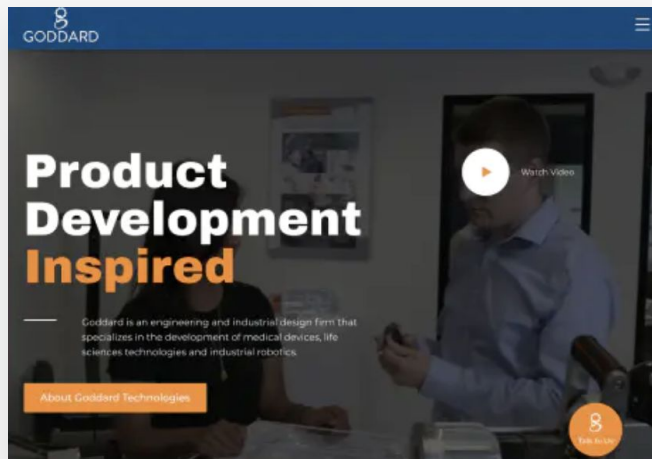 GODDARD
Product
Development
Inspired
Watch Video
Goddard is an engineering and industrial design firm that
specializes in the development of medical devices, life
sciences technologies and industrial robotics.
About Goddard Technologies
Talk to Us